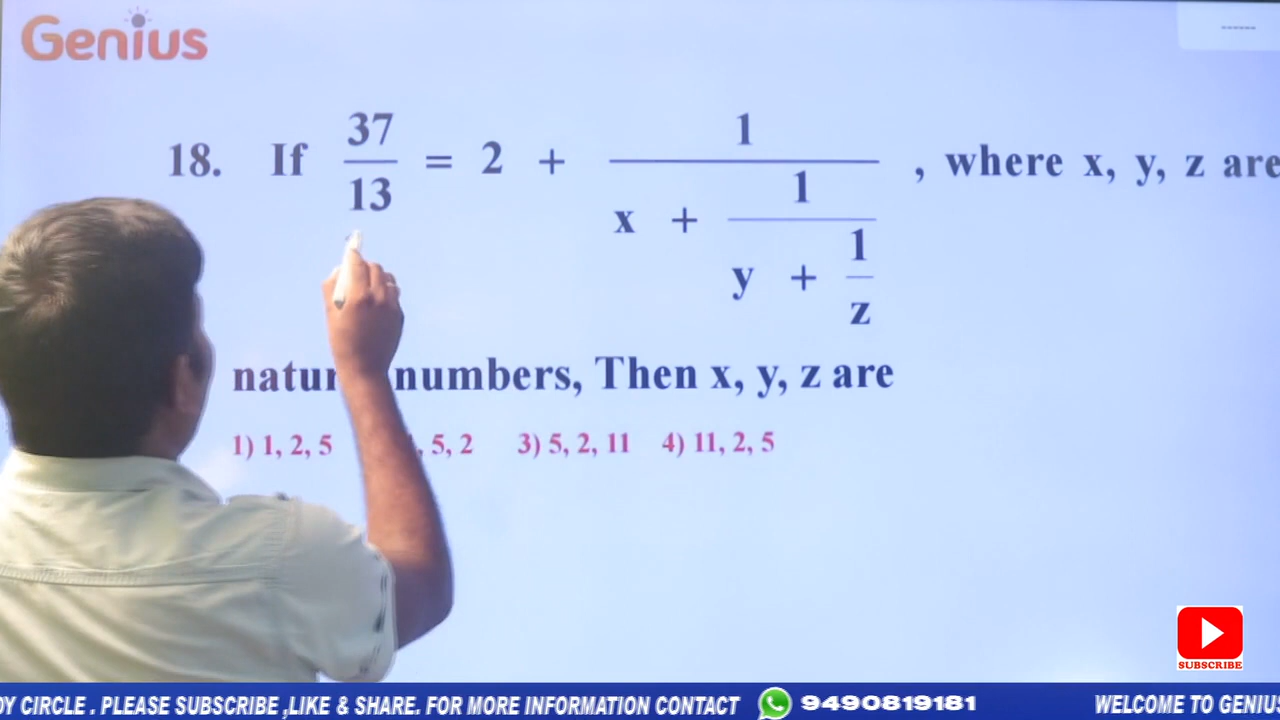 Genius
------
18. If 37/13 = 2 + 1/(x + 1/(y + 1/z)) , where x, y, z are
numbers, Then x, y, z are
1) 1, 2, 5 , 5, 2 3) 5, 2, 11 4) 11, 2, 5
SUBSCRIBE
CIRCLE . PLEASE SUBSCRIBE ,LIKE & SHARE. FOR MORE INFORMATION CONTACT 9490819181 WELCOME TO GENIUS